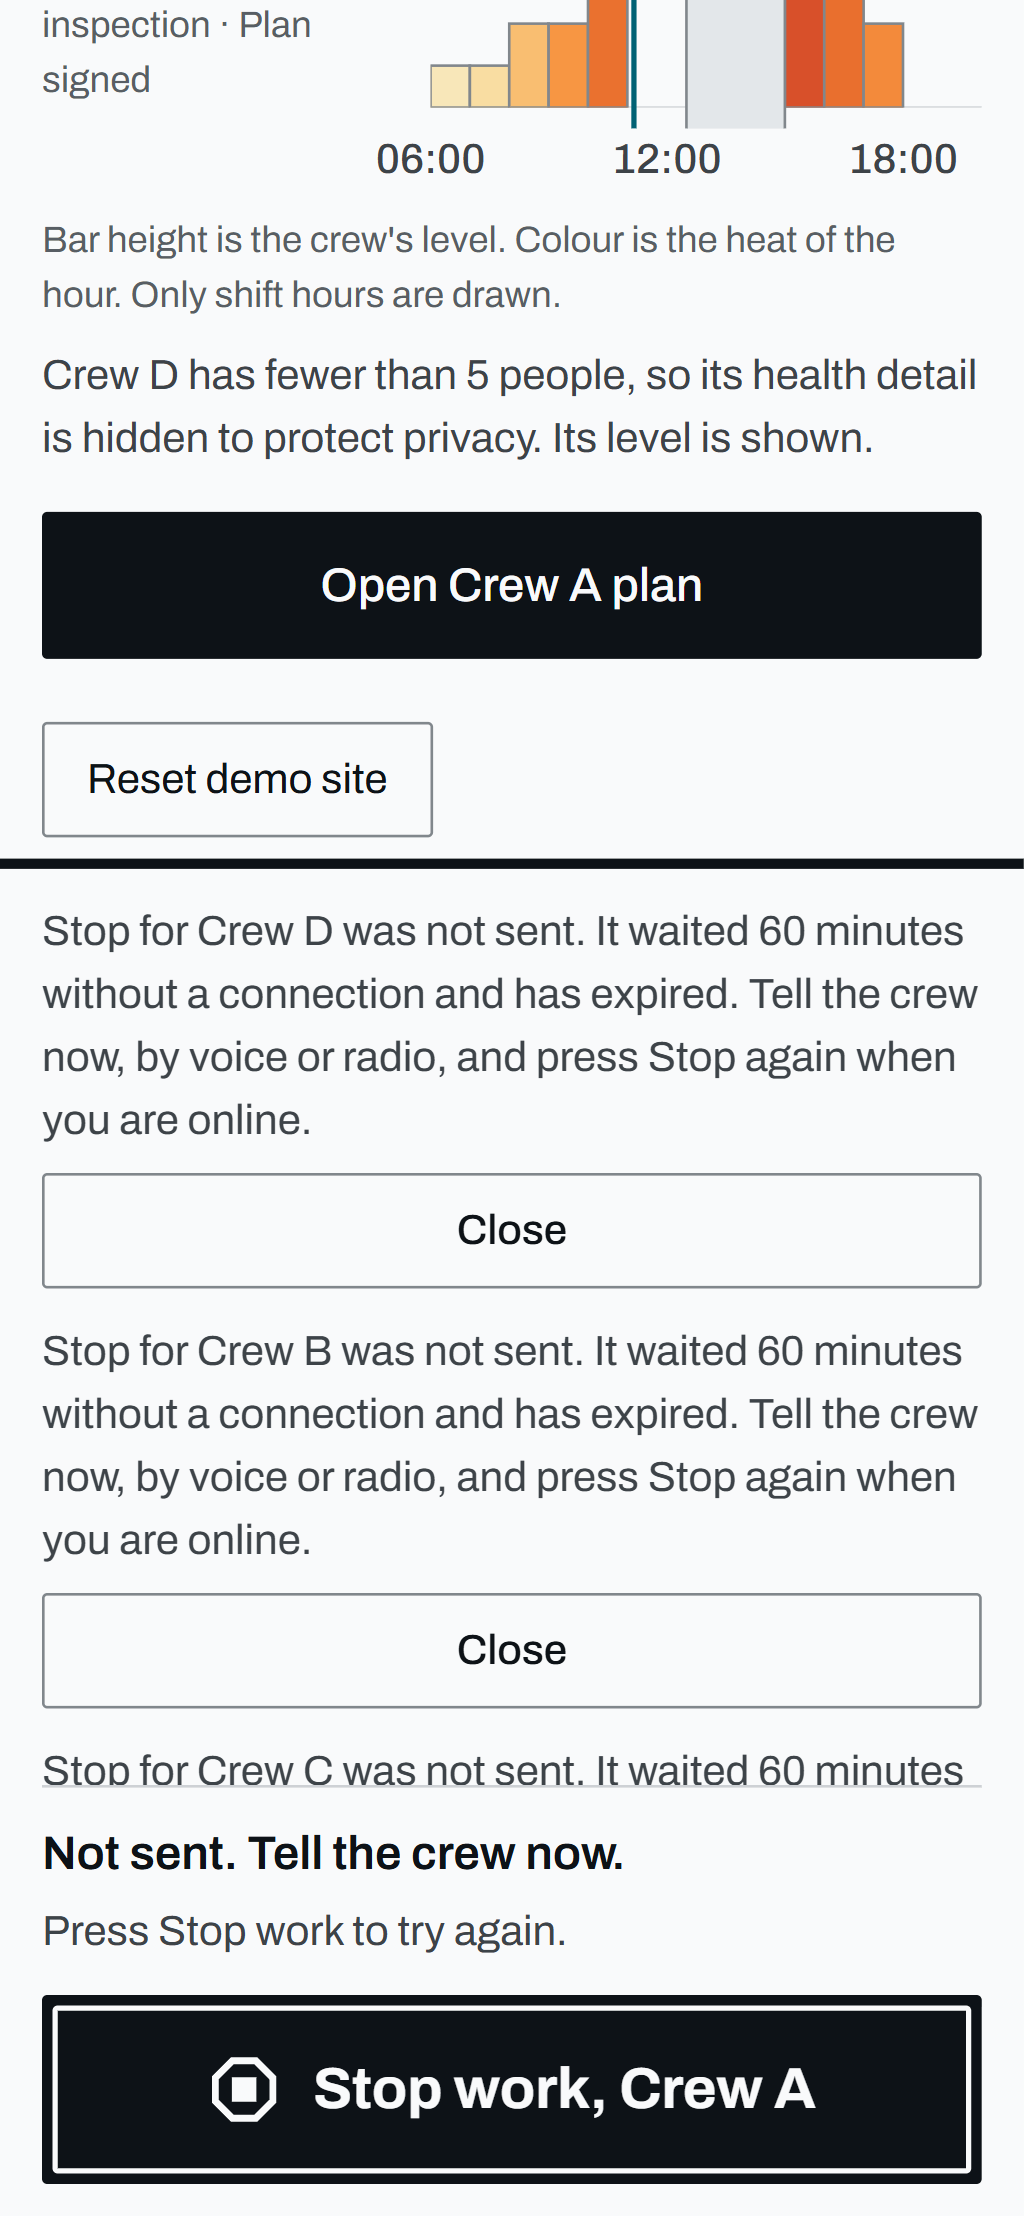 inspection · Plan
signed
06:00 12:00 18:00
Bar height is the crew's level. Colour is the heat of the
hour. Only shift hours are drawn.
Crew D has fewer than 5 people, so its health detail
is hidden to protect privacy. Its level is shown.
Open Crew A plan
Reset demo site
Stop for Crew D was not sent. It waited 60 minutes
without a connection and has expired. Tell the crew
now, by voice or radio, and press Stop again when
you are online.
Close
Stop for Crew B was not sent. It waited 60 minutes
without a connection and has expired. Tell the crew
now, by voice or radio, and press Stop again when
you are online.
Close
Stop for Crew C was not sent. It waited 60 minutes
Not sent. Tell the crew now.
Press Stop work to try again.
Stop work, Crew A